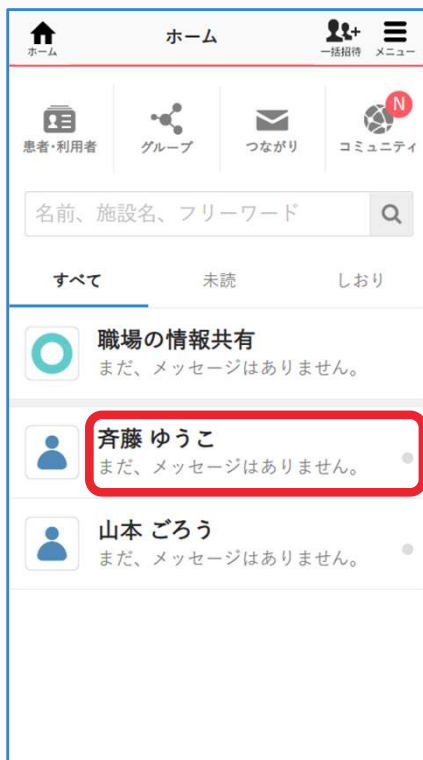 ホーム
ホーム
一括招待
メニュー
患者・利用者
グループ
つながり
コミュニティ
N
名前、施設名、フリーワード
すべて
未読
しおり
職場の情報共有
まだ、メッセージはありません。
斉藤 ゆうこ
まだ、メッセージはありません。
山本 ごろう
まだ、メッセージはありません。